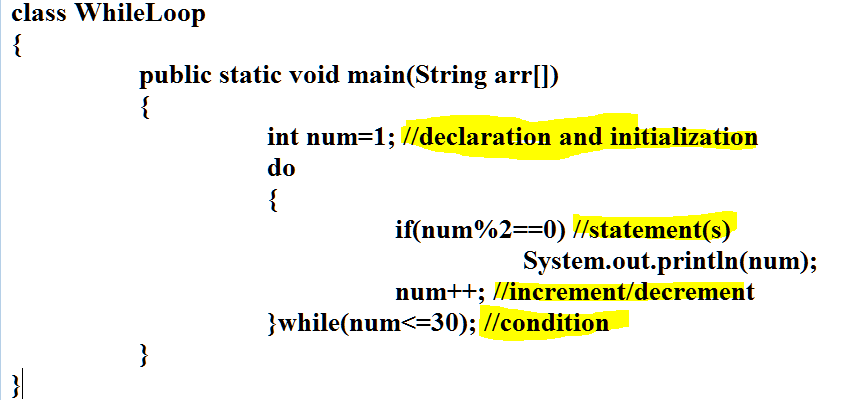 class WhileLoop
{
public static void main(String arr[])
{
int num=1; //declaration and initialization
do
{
if(num%2==0) //statement(s)
System.out.println(num);
num++; //increment/decrement
}while(num<=30); //condition
}
}